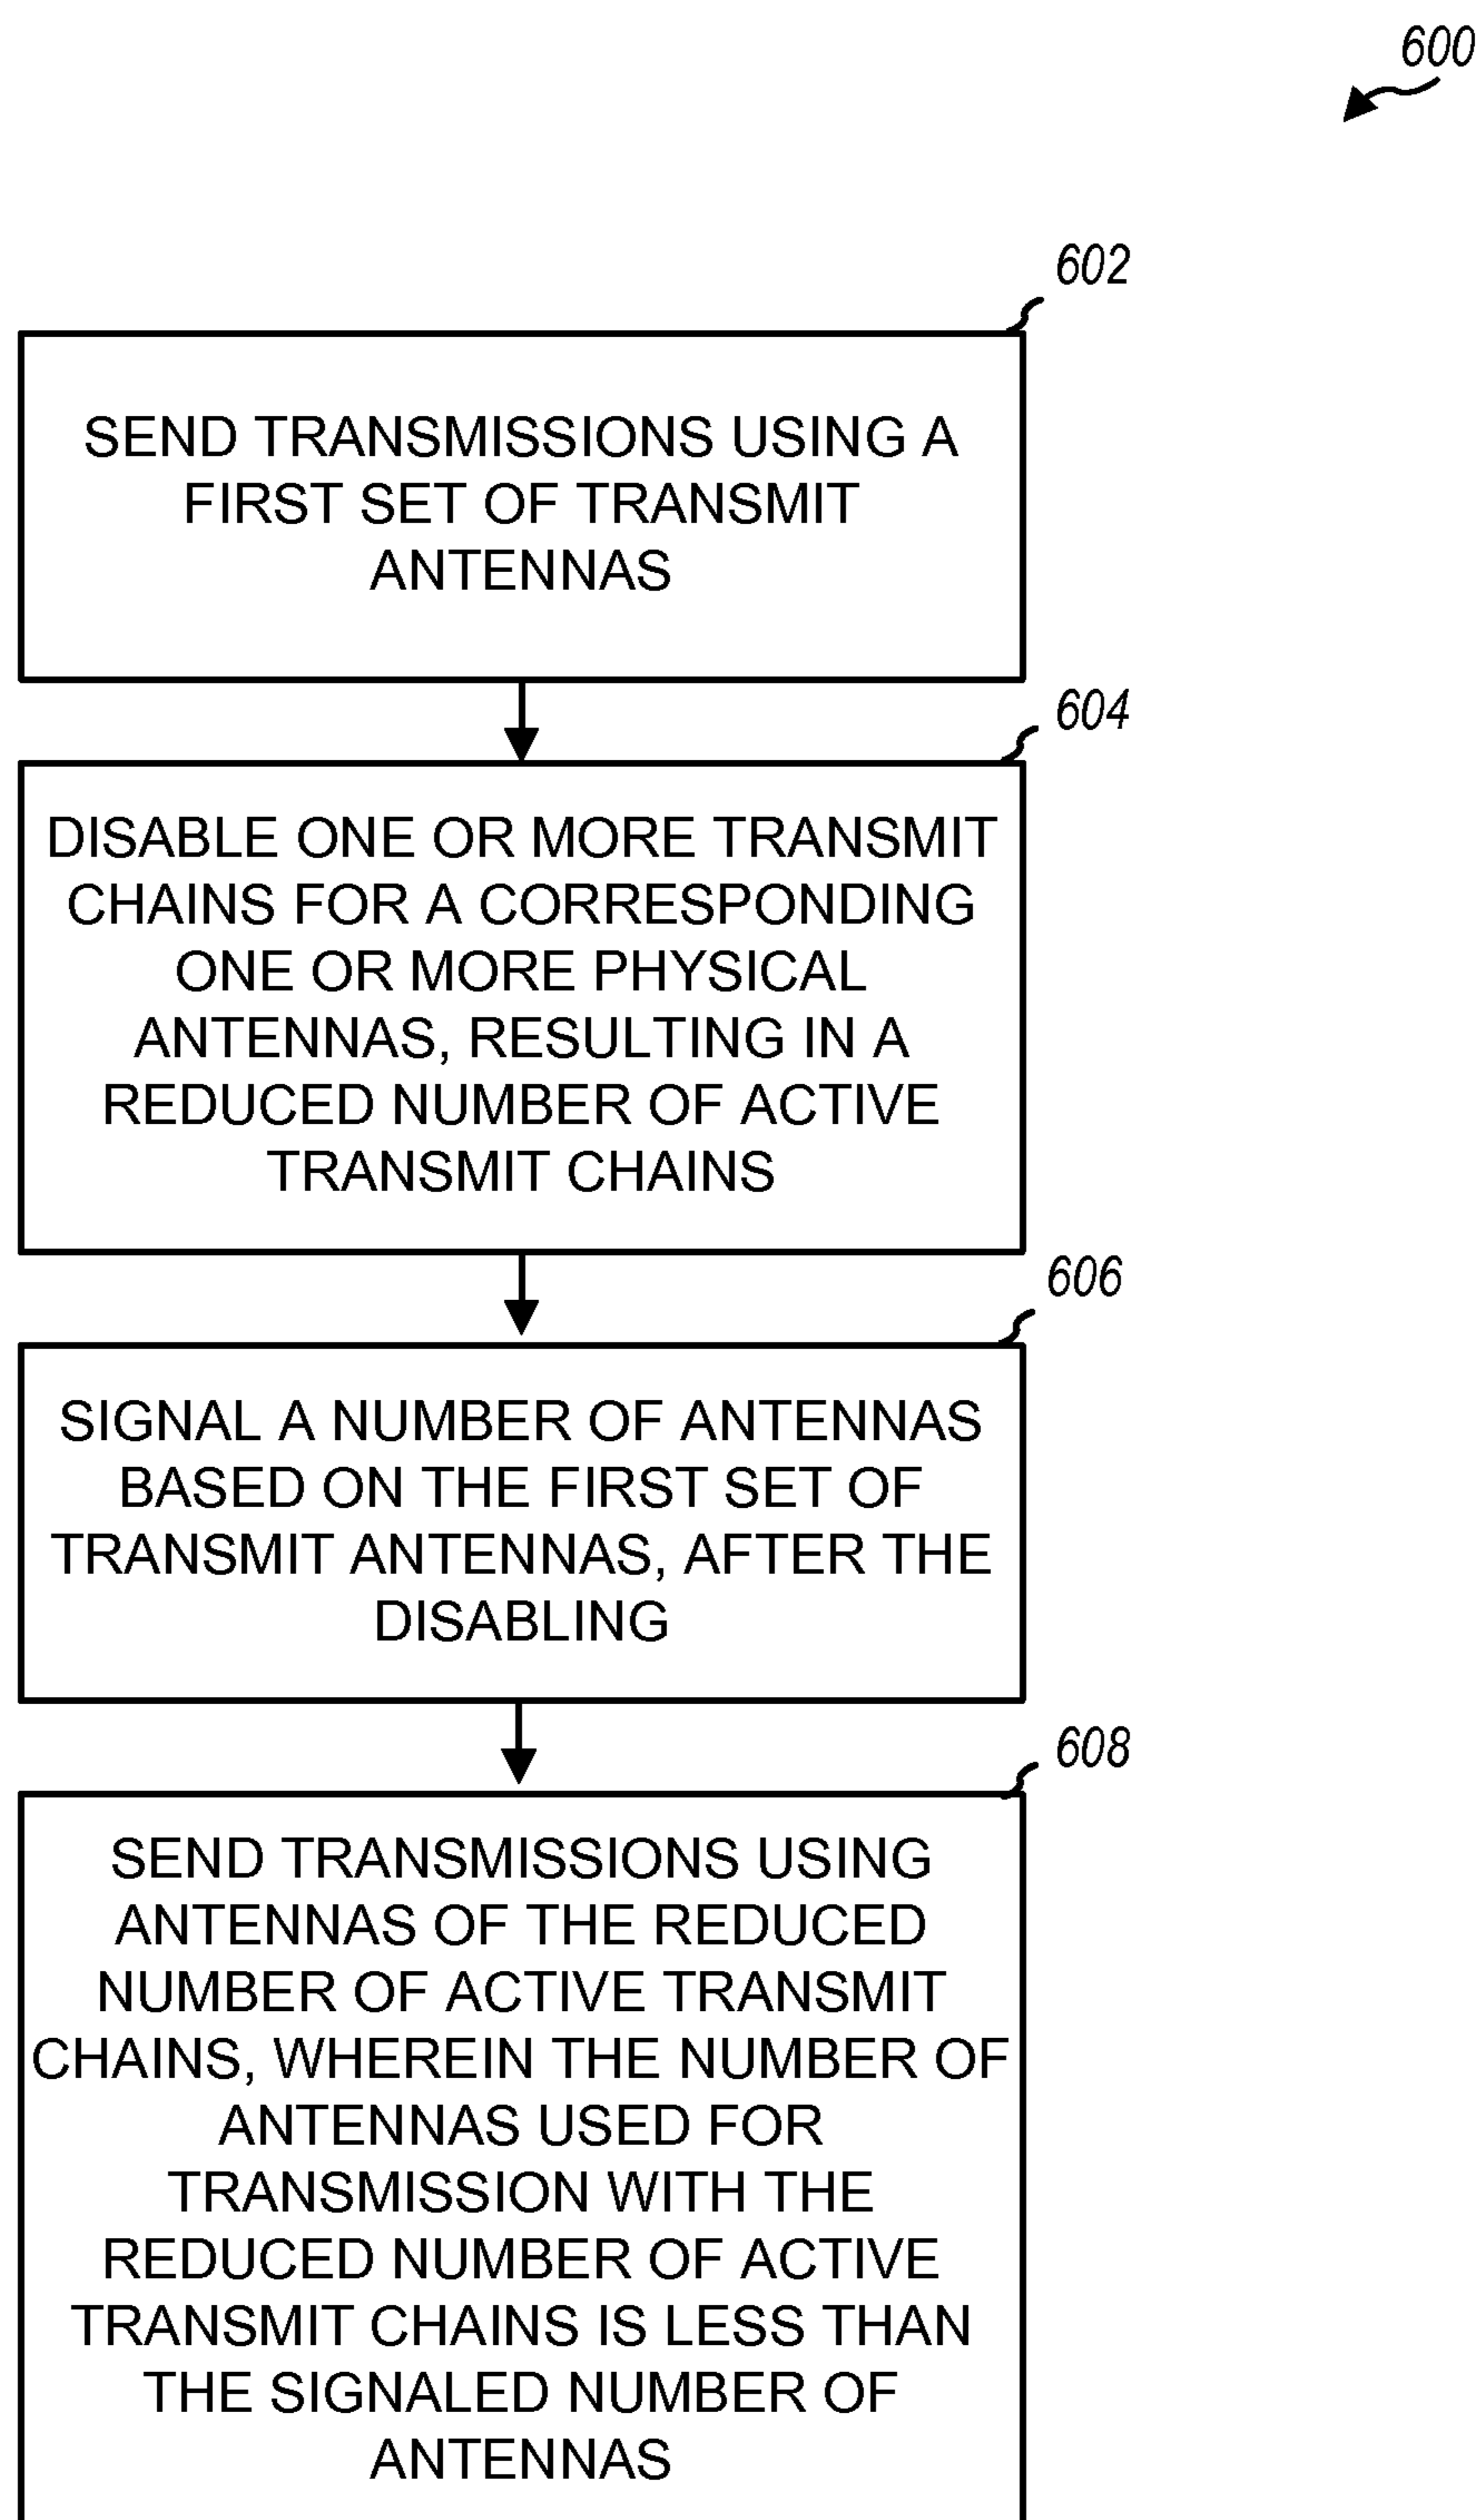 600
602
SEND TRANSMISSIONS USING A
FIRST SET OF TRANSMIT
ANTENNAS
604
DISABLE ONE OR MORE TRANSMIT
CHAINS FOR A CORRESPONDING
ONE OR MORE PHYSICAL
ANTENNAS, RESULTING IN A
REDUCED NUMBER OF ACTIVE
TRANSMIT CHAINS
606
SIGNAL A NUMBER OF ANTENNAS
BASED ON THE FIRST SET OF
TRANSMIT ANTENNAS, AFTER THE
DISABLING
608
SEND TRANSMISSIONS USING
ANTENNAS OF THE REDUCED
NUMBER OF ACTIVE TRANSMIT
CHAINS, WHEREIN THE NUMBER OF
ANTENNAS USED FOR
TRANSMISSION WITH THE
REDUCED NUMBER OF ACTIVE
TRANSMIT CHAINS IS LESS THAN
THE SIGNALED NUMBER OF
ANTENNAS